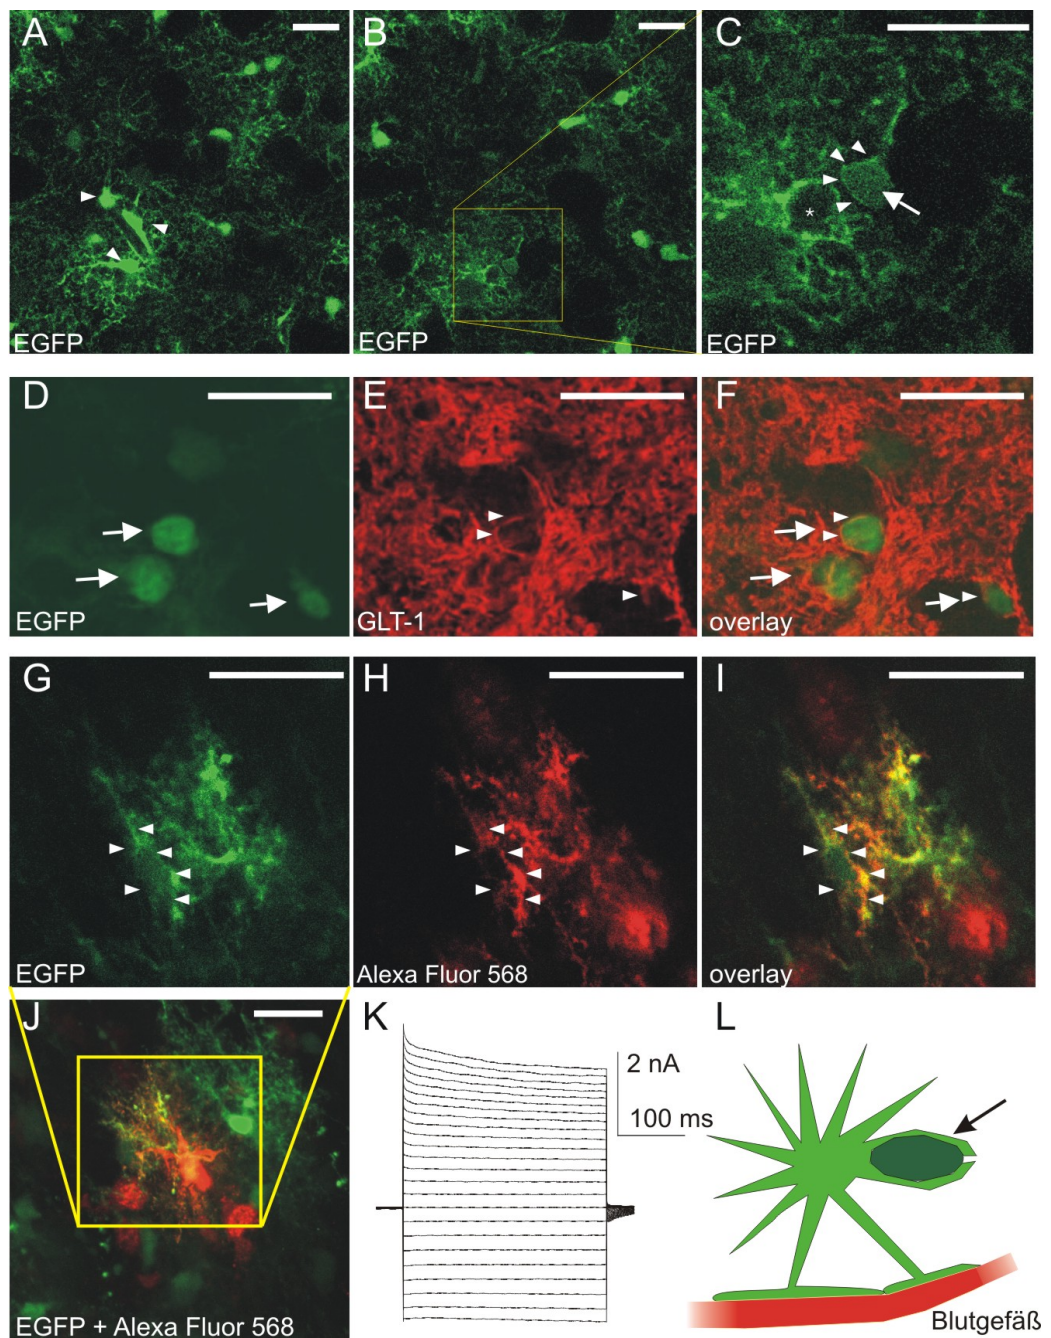 A
EGFP
B
EGFP
C
*
EGFP
D
EGFP
E
GLT-1
F
overlay
G
EGFP
H
Alexa Fluor 568
I
overlay
J
EGFP + Alexa Fluor 568
K
2 nA
100 ms
L
Blutgefäß